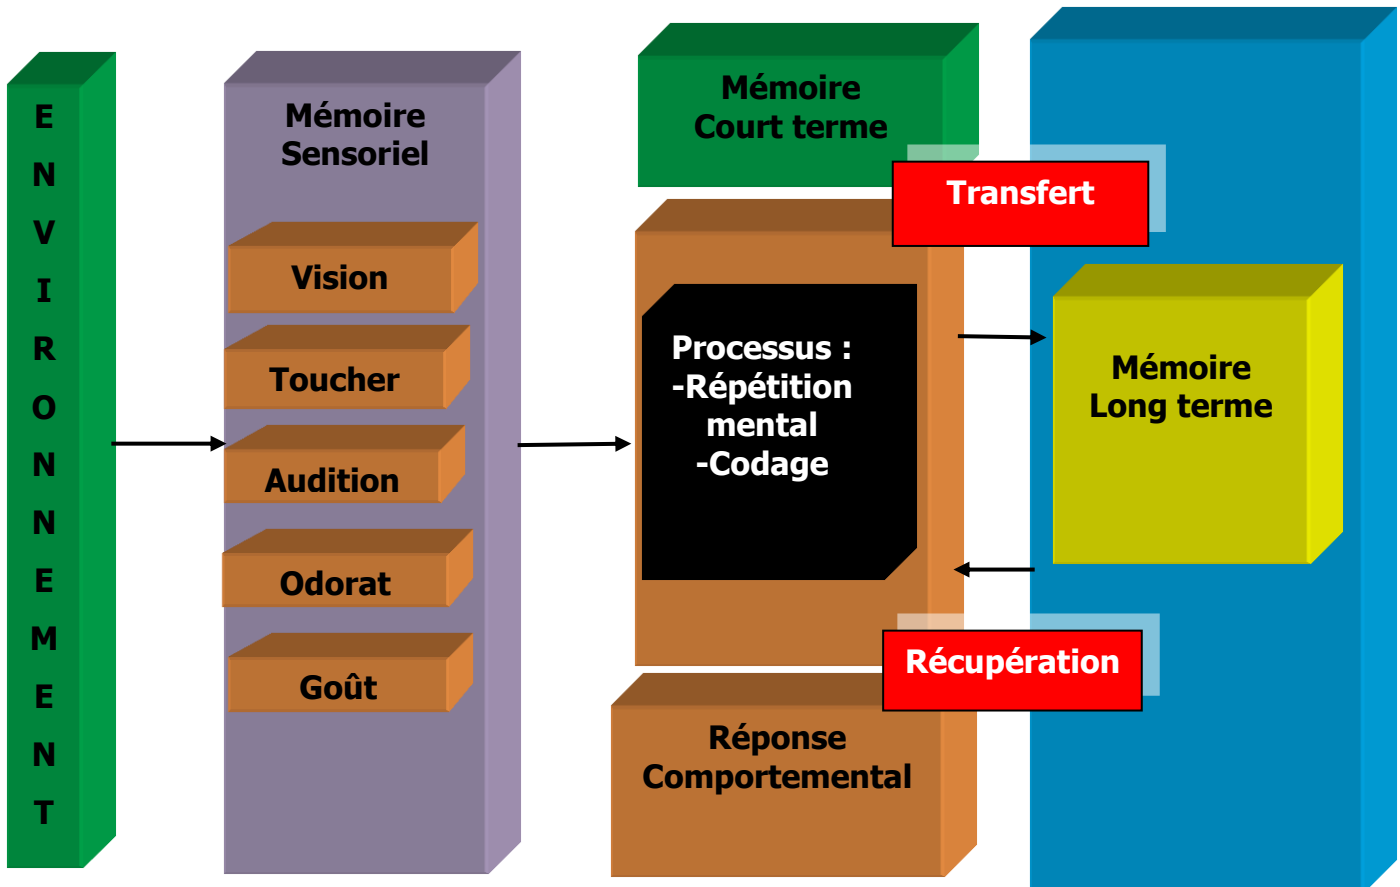 ENVIRONNEMENT
Mémoire
Sensoriel
Vision
Toucher
Audition
Odorat
Goût
Mémoire
Court terme
Transfert
Processus :
-Répétition
mental
-Codage
Mémoire
Long terme
Récupération
Réponse
Comportemental